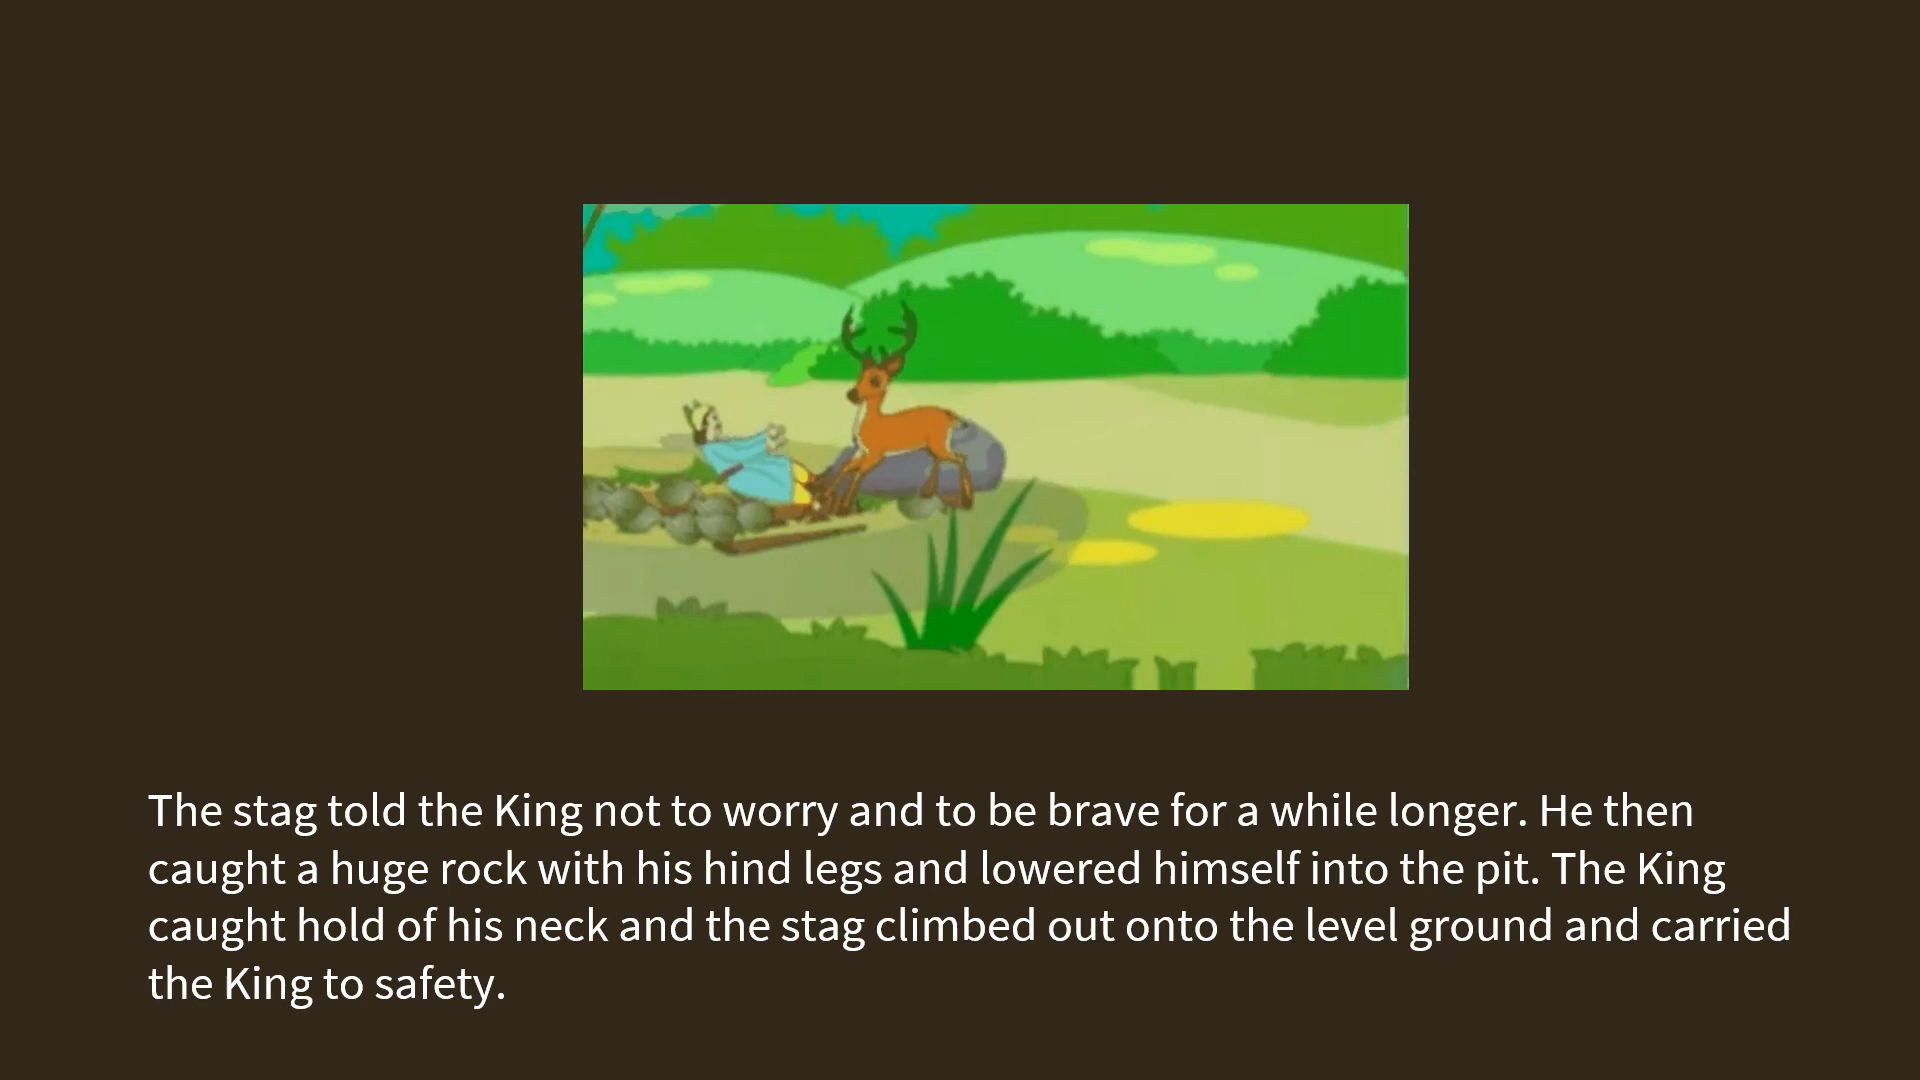 The stag told the King not to worry and to be brave for a while longer. He then
caught a huge rock with his hind legs and lowered himself into the pit. The King
caught hold of his neck and the stag climbed out onto the level ground and carried
the King to safety.